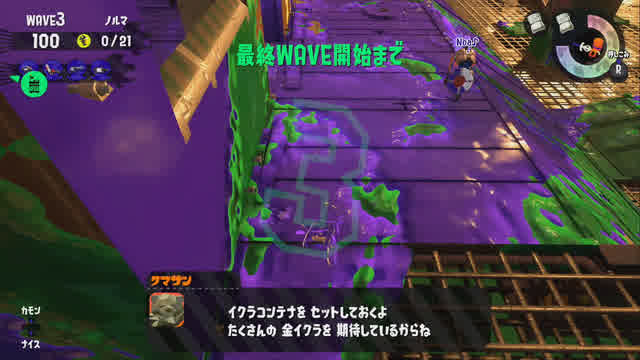 WAVE3 ノルマ
100 0/21
最終WAVE開始まで
3
カモン
ナイス
クマサン
イクラコンテナを セットしておくよ
たくさんの 金イクラを 期待しているからね
R